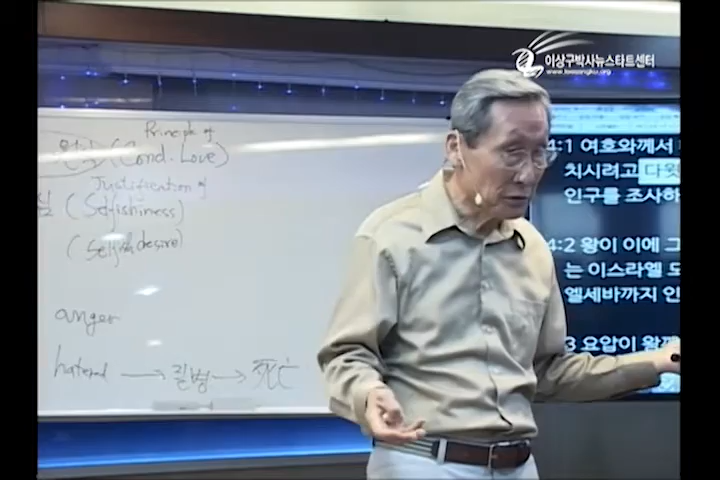 이상구박사뉴스타트센터
Principle of
(Cond. Love)
Justification of
(Selfishiness)
(Selfish desire)
anger
hatered → 질병 → 死亡
4:1 여호와께서
치시려고 다윗
인구를 조사하
4:2 왕이 이에 그
는 이스라엘
엘세바까지 인
3 요압이 왕께